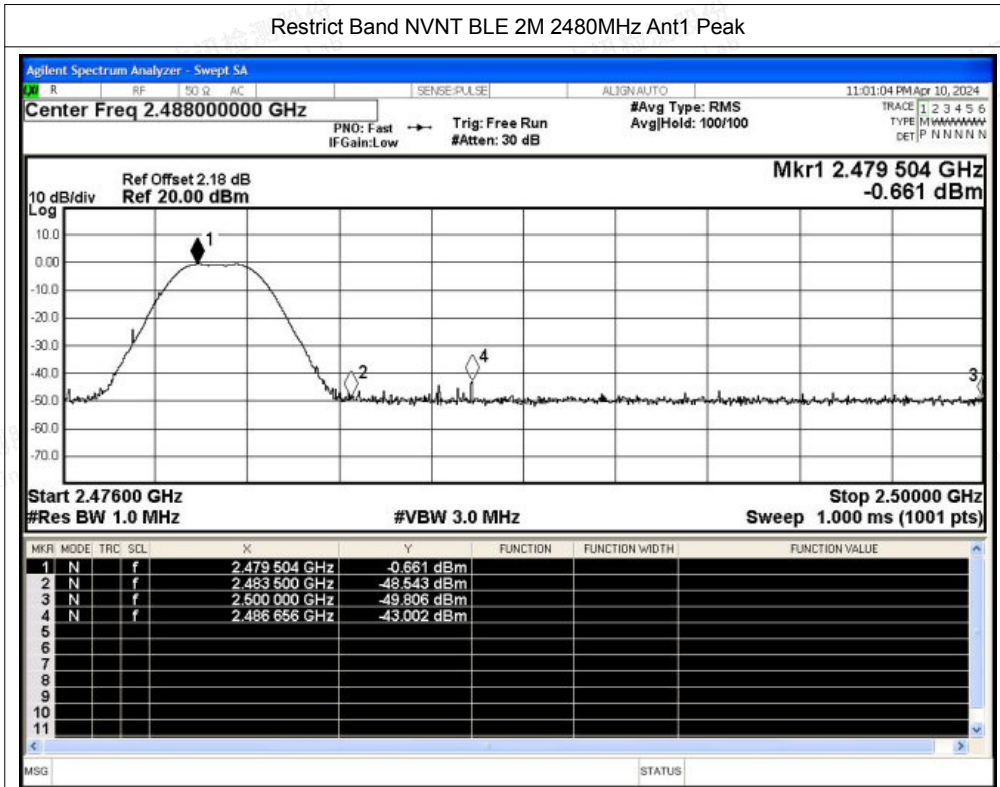 Restrict Band NVNT BLE 2M 2480MHz Ant1 Peak
Agilent Spectrum Analyzer - Swept SA
R RF 50 Ω AC SENSE:PULSE ALIGN AUTO 11:01:04 PM Apr 10, 2024
Center Freq 2.488000000 GHz #Avg Type: RMS TRACE 1 2 3 4 5 6
PNO: Fast Trig: Free Run Avg|Hold: 100/100 TYPE M
IFGain:Low #Atten: 30 dB DET P N N N N N
Mkr1 2.479 504 GHz
Ref Offset 2.18 dB
-0.661 dBm
10 dB/div Ref 20.00 dBm
Log
10.0
1
0.00
-10.0
-20.0
-30.0
4
-40.0
2 3
-50.0
-60.0
-70.0
Start 2.47600 GHz Stop 2.50000 GHz
#Res BW 1.0 MHz #VBW 3.0 MHz Sweep 1.000 ms (1001 pts)
MKR MODE TRC SCL X Y FUNCTION FUNCTION WIDTH FUNCTION VALUE
1 N f 2.479 504 GHz -0.661 dBm
2 N f 2.483 500 GHz -48.543 dBm
3 N f 2.500 000 GHz -49.806 dBm
4 N f 2.486 656 GHz -43.002 dBm
5
6
7
8
9
10
11
MSG STATUS